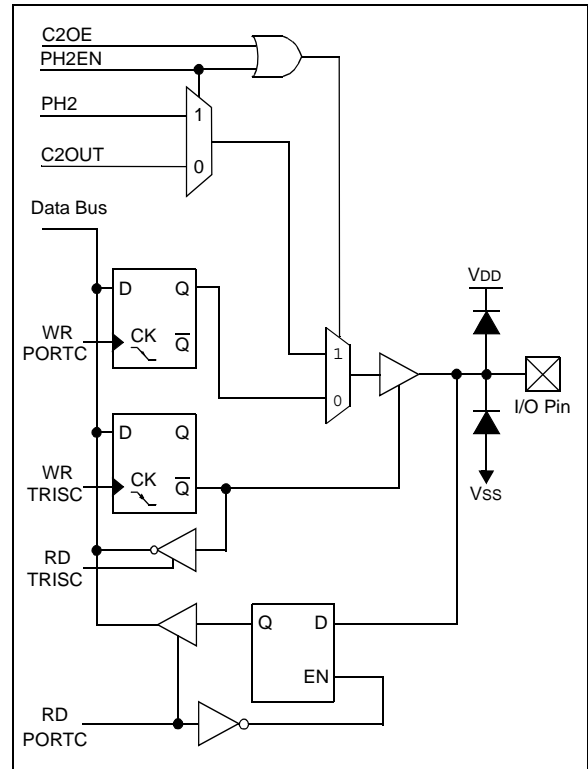 C2OE
PH2EN
PH2
1
C2OUT
0
Data Bus
VDD
D Q
WR
PORTC
CK
Q̅
1
0
I/O Pin
D Q
VSS
WR
TRISC
CK
Q̅
RD
TRISC
Q D
EN
RD
PORTC